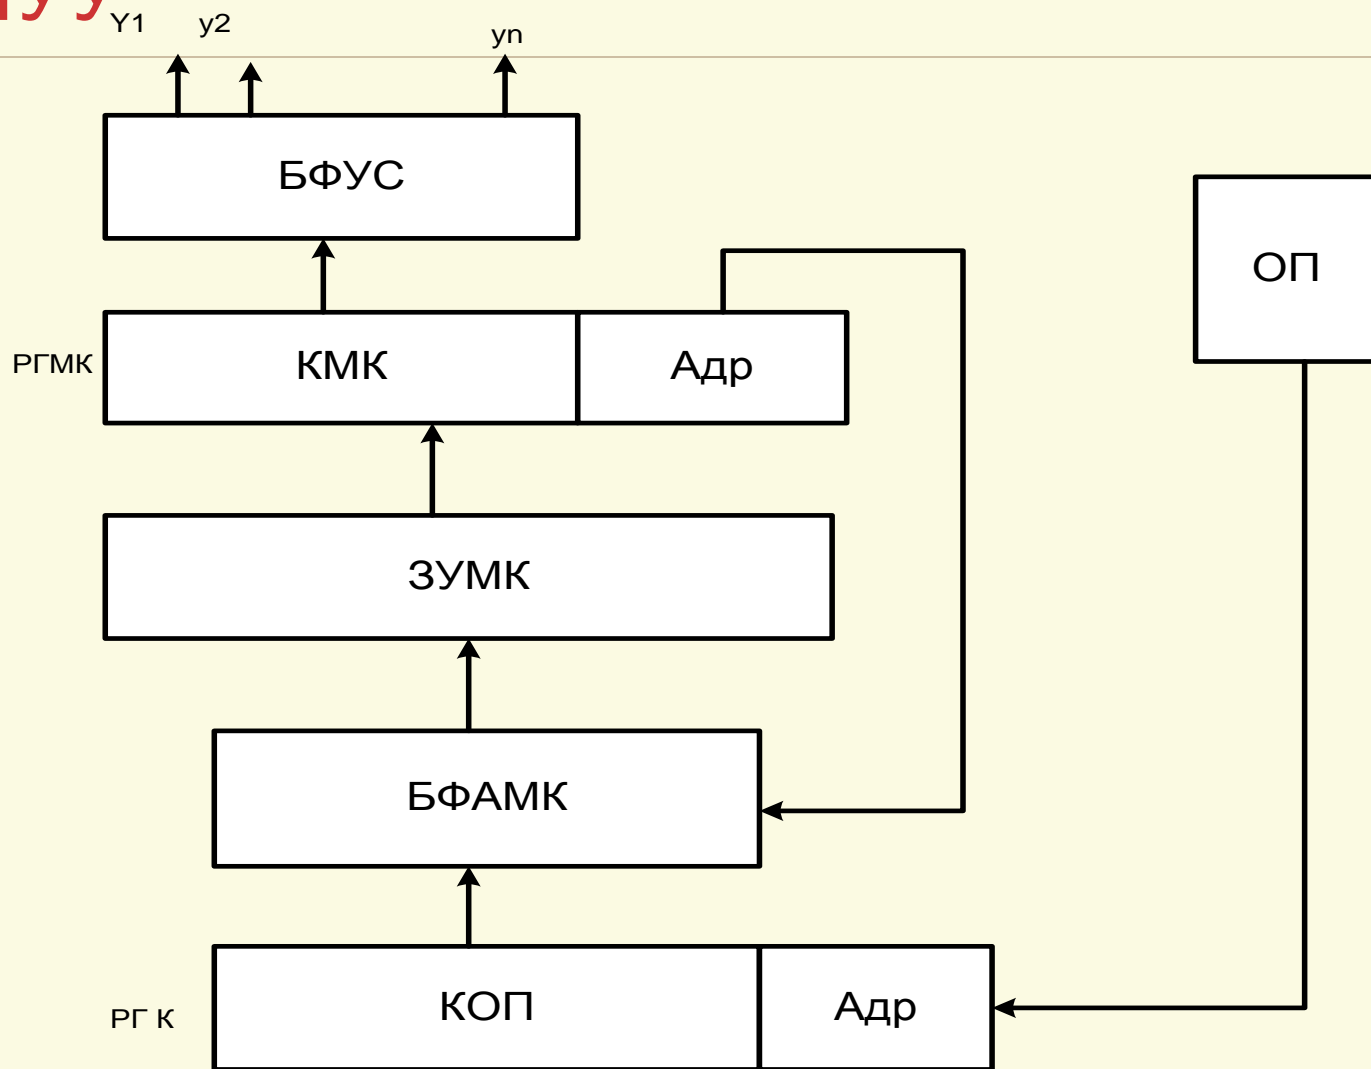 Y1 y2 yn
БФУС
ОП
РГМК КМК Адр
ЗУМК
БФАМК
РГ К КОП Адр